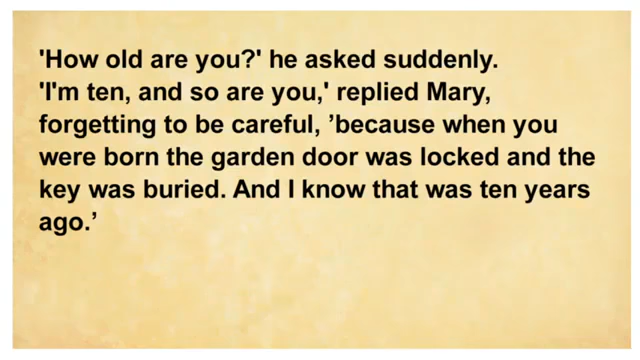 'How old are you?' he asked suddenly.
'I'm ten, and so are you,' replied Mary,
forgetting to be careful, ’because when you
were born the garden door was locked and the
key was buried. And I know that was ten years
ago.’